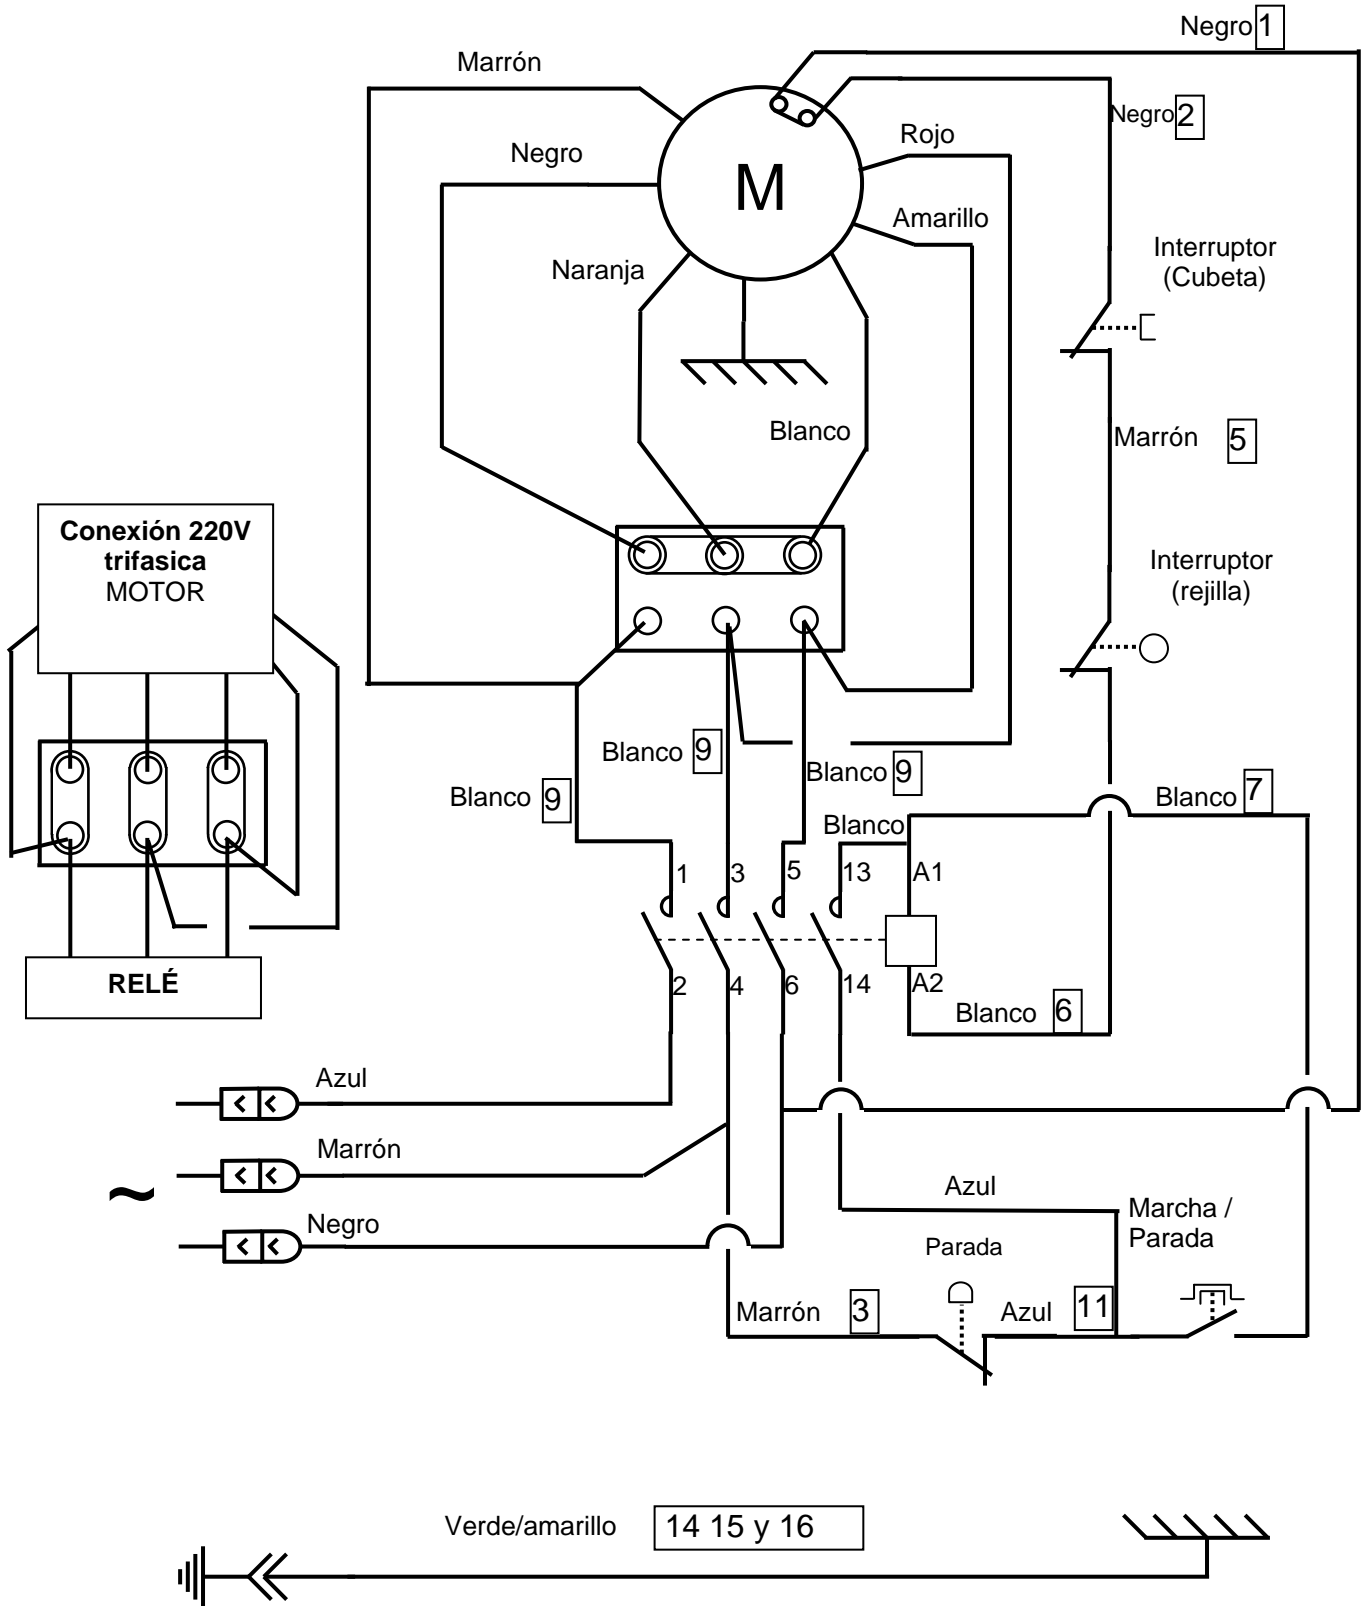 Negro 1
Marrón
Negro 2
Rojo
Negro
M
Amarillo
Interruptor
(Cubeta)
Naranja
Blanco
Marrón 5
Conexión 220V
trifasica
MOTOR
Interruptor
(rejilla)
Blanco 9
Blanco 9
Blanco 9
Blanco 7
Blanco
1 3 5 13 A1
RELÉ
2 4 6 14 A2
Blanco 6
Azul
Marrón
~
Azul
Marcha /
Parada
Negro
Parada
Marrón 3
Azul 11
Verde/amarillo 14 15 y 16